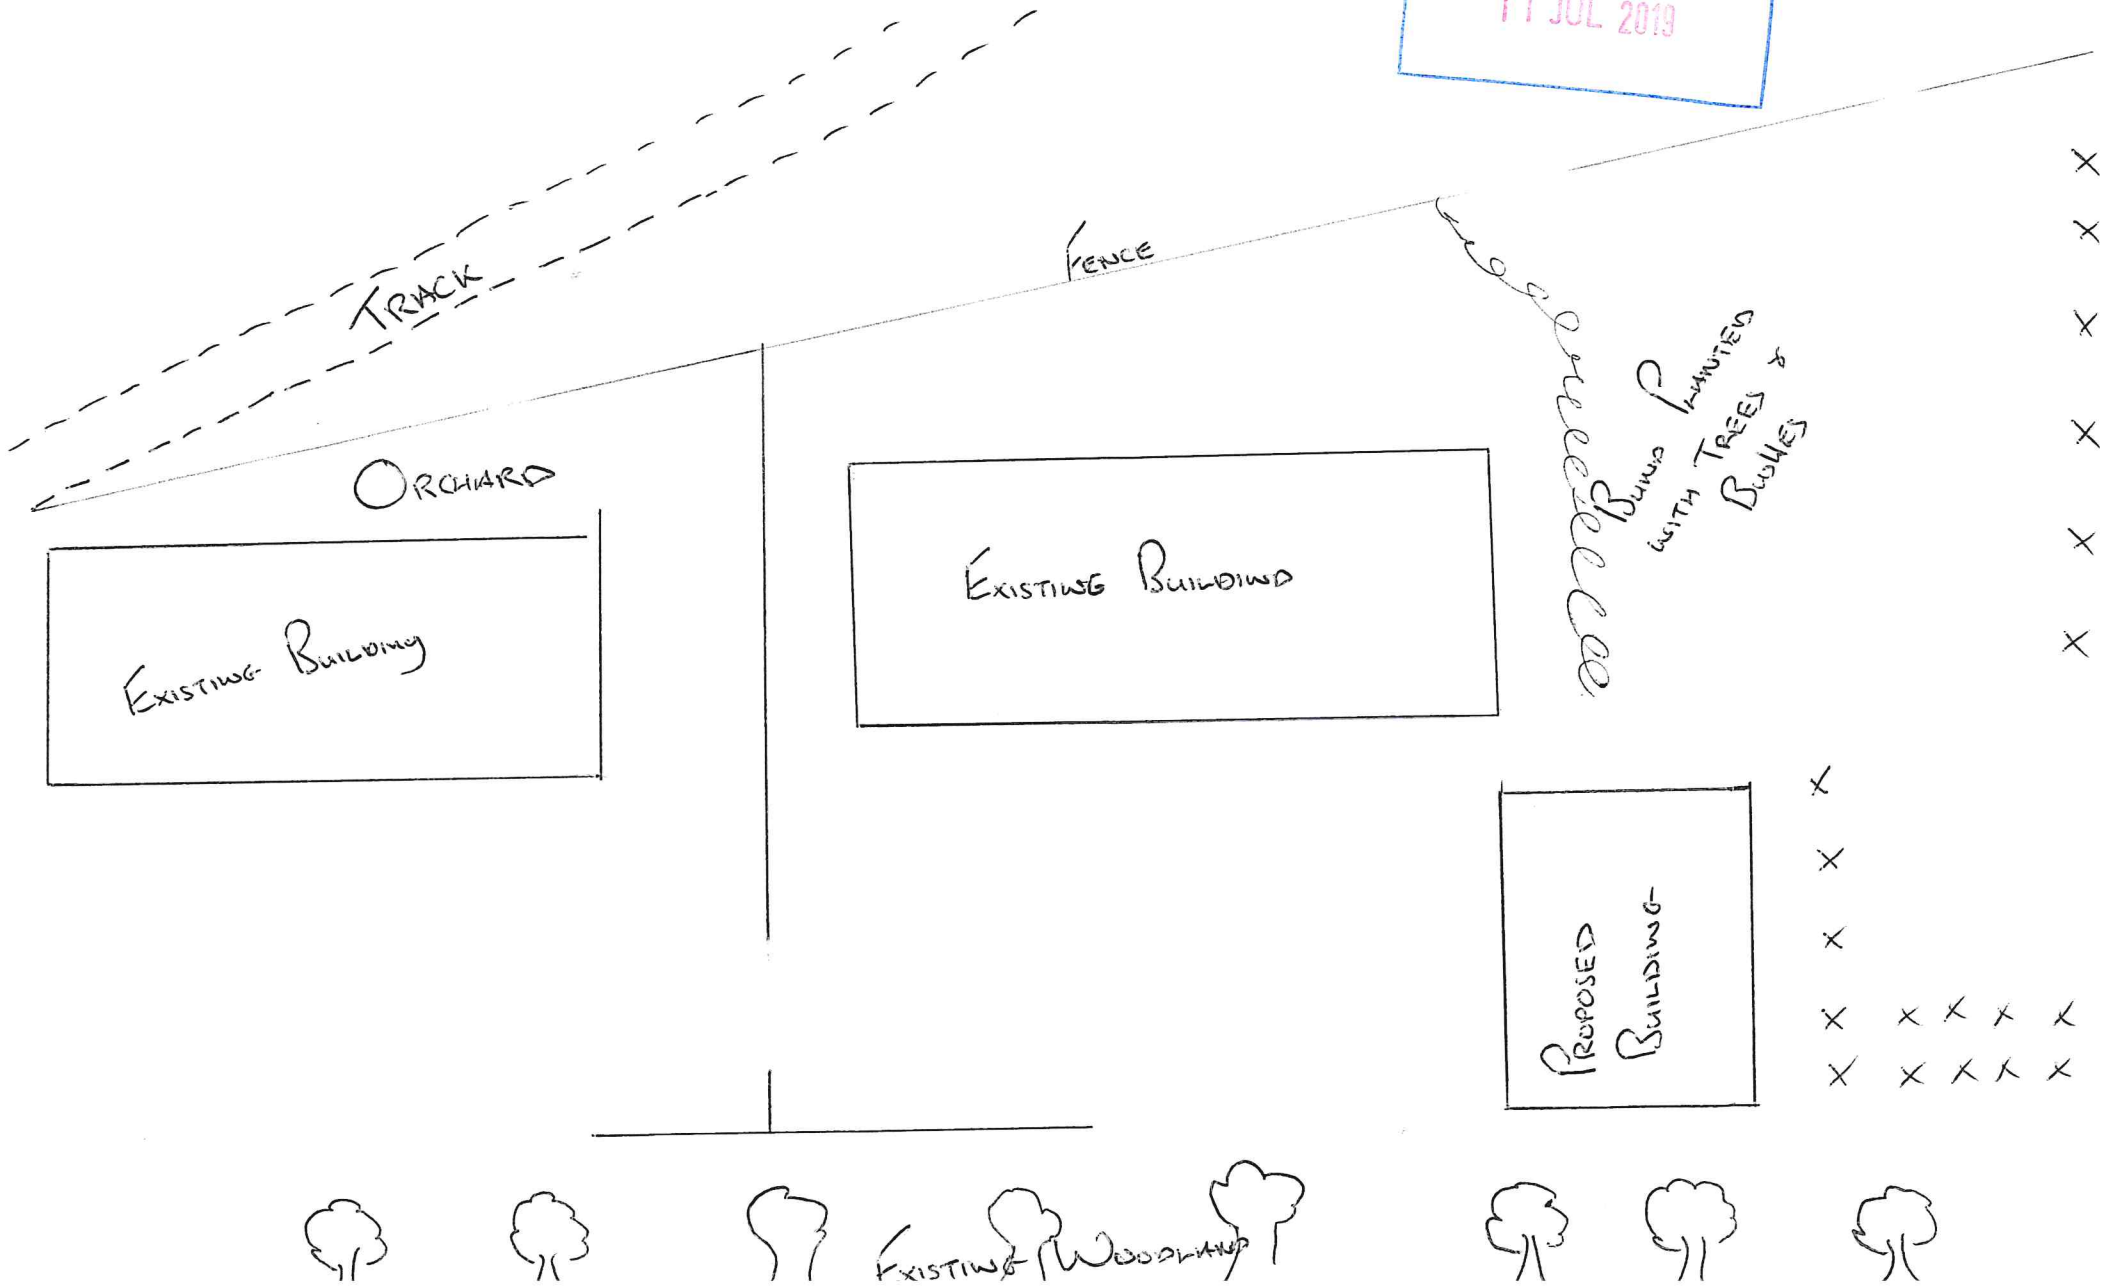 11 JUL 2019
FENCE
TRACK
BUND PLANTED
WITH TREES &
BUSHES
ORCHARD
EXISTING BUILDING
EXISTING BUILDING
PROPOSED
BUILDING
EXISTING WOODLAND